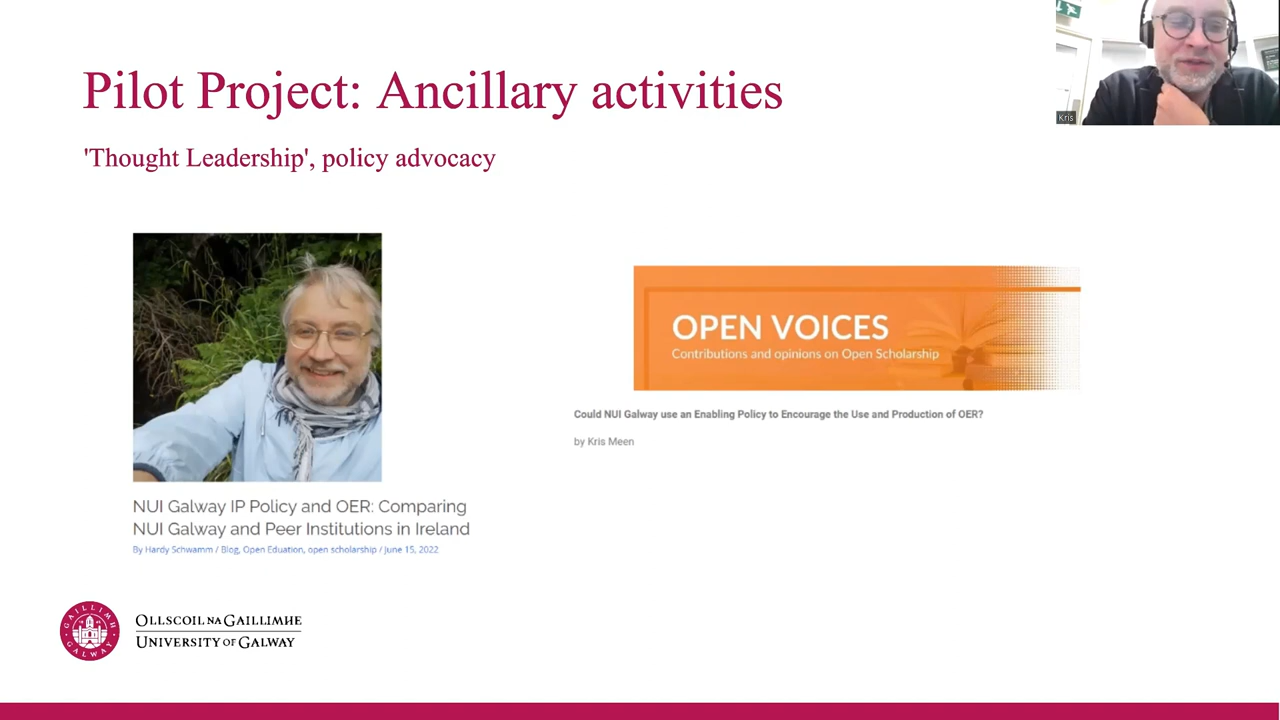 Pilot Project: Ancillary activities
'Thought Leadership', policy advocacy
Kris
OPEN VOICES
Contributions and opinions on Open Scholarship
Could NUI Galway use an Enabling Policy to Encourage the Use and Production of OER?
by Kris Meen
NUI Galway IP Policy and OER: Comparing
NUI Galway and Peer Institutions in Ireland
By Hardy Schwamm / Blog, Open Eduation, open scholarship / June 15, 2022
GAILLIMH
GALWAY
OLLSCOIL NA GAILLIMHE
UNIVERSITY OF GALWAY